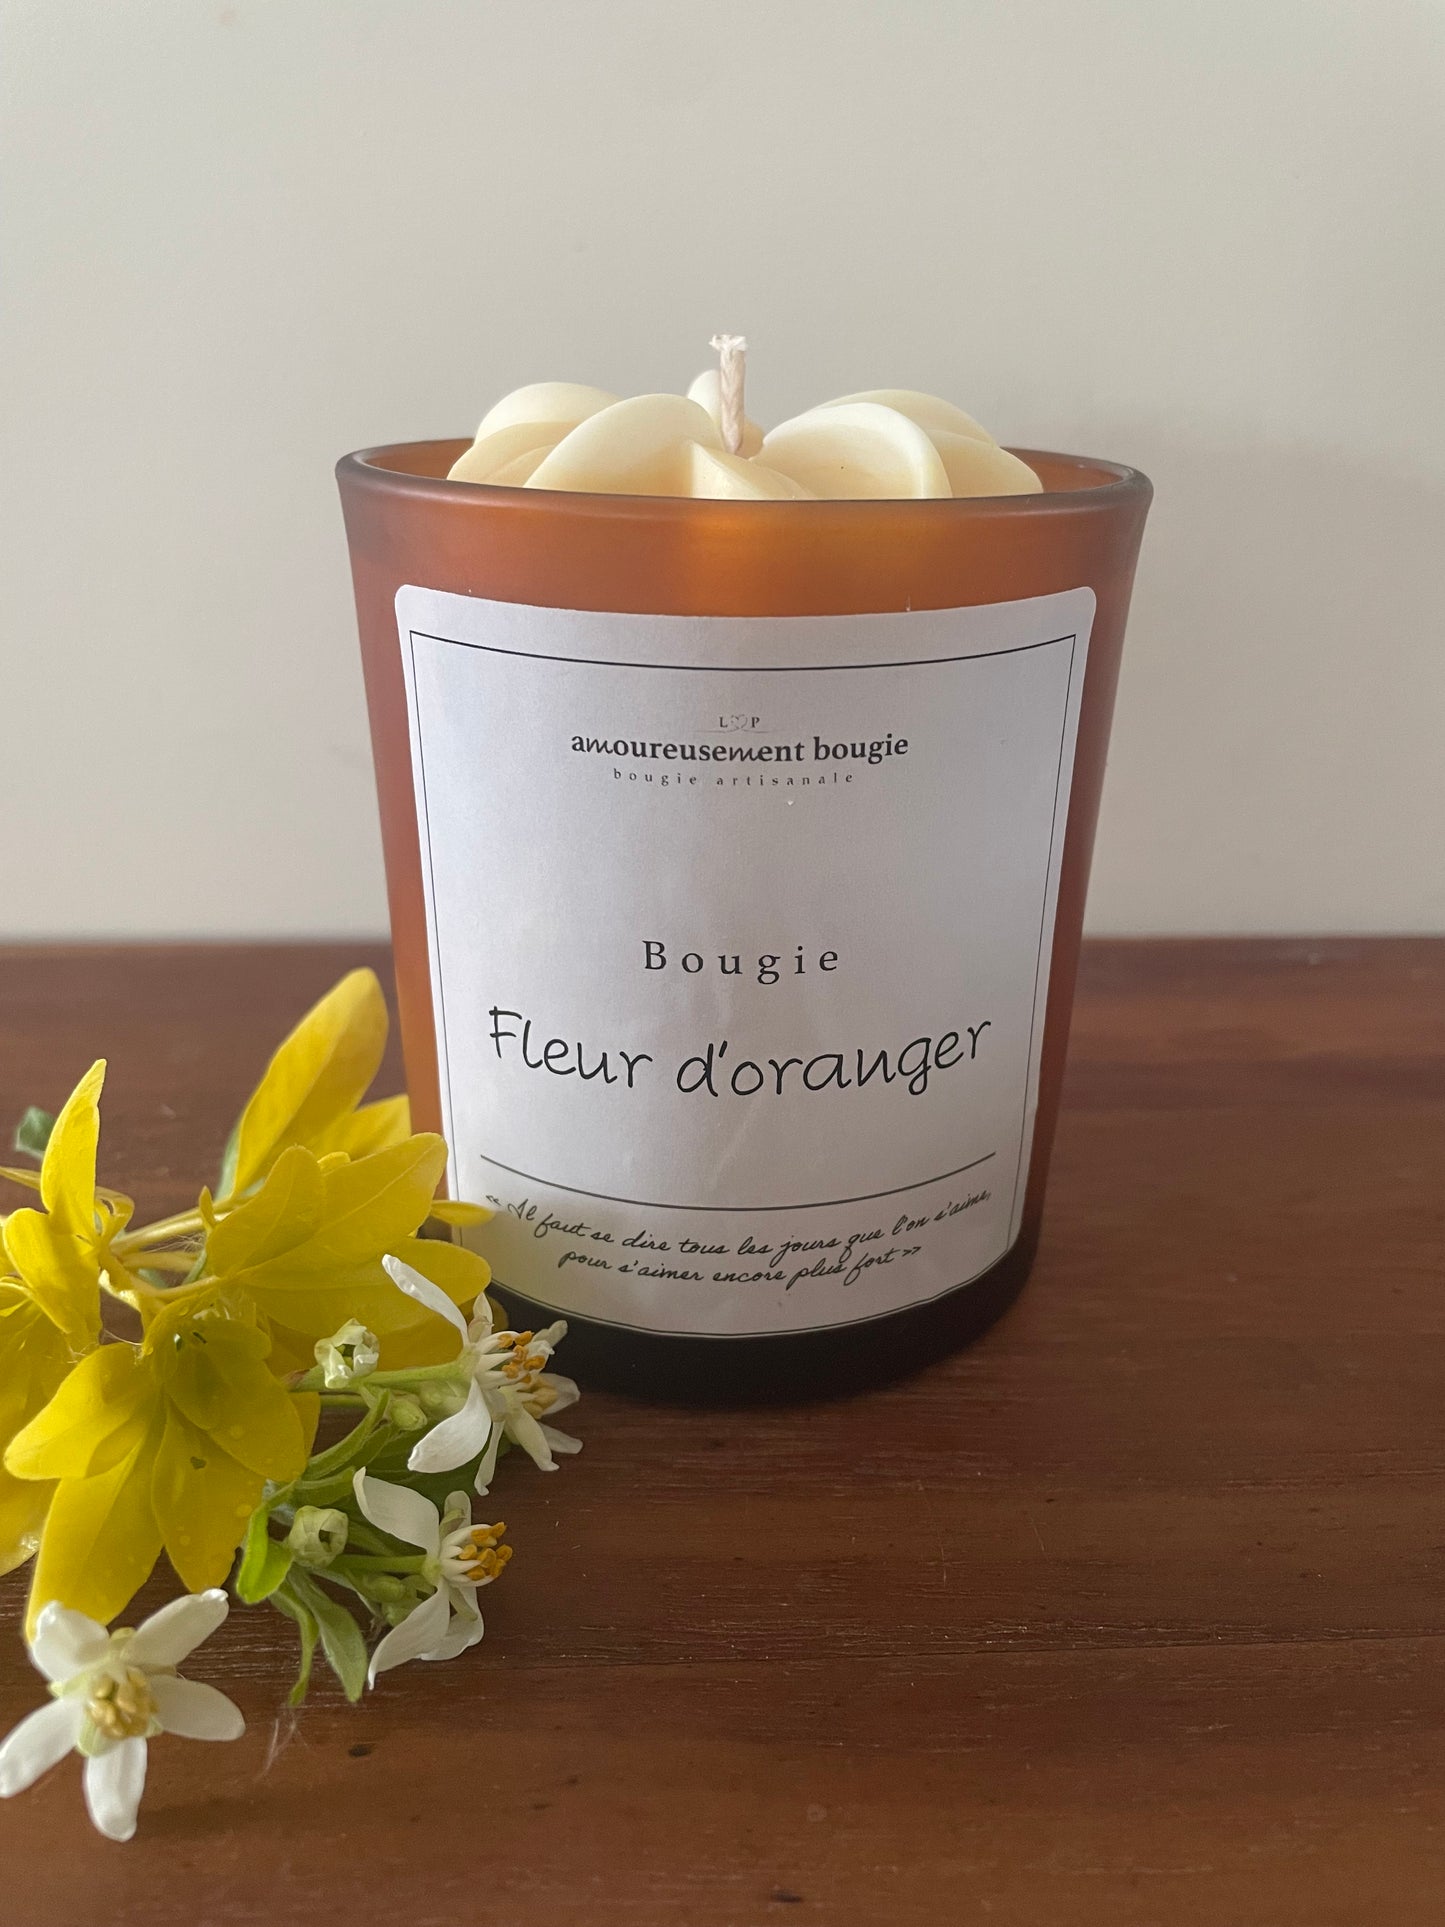 L P
amoureusement bougie
bougie artisanale
Bougie
Fleur d'oranger
« Il faut se dire tous les jours que l'on s'aime,
pour s'aimer encore plus fort »